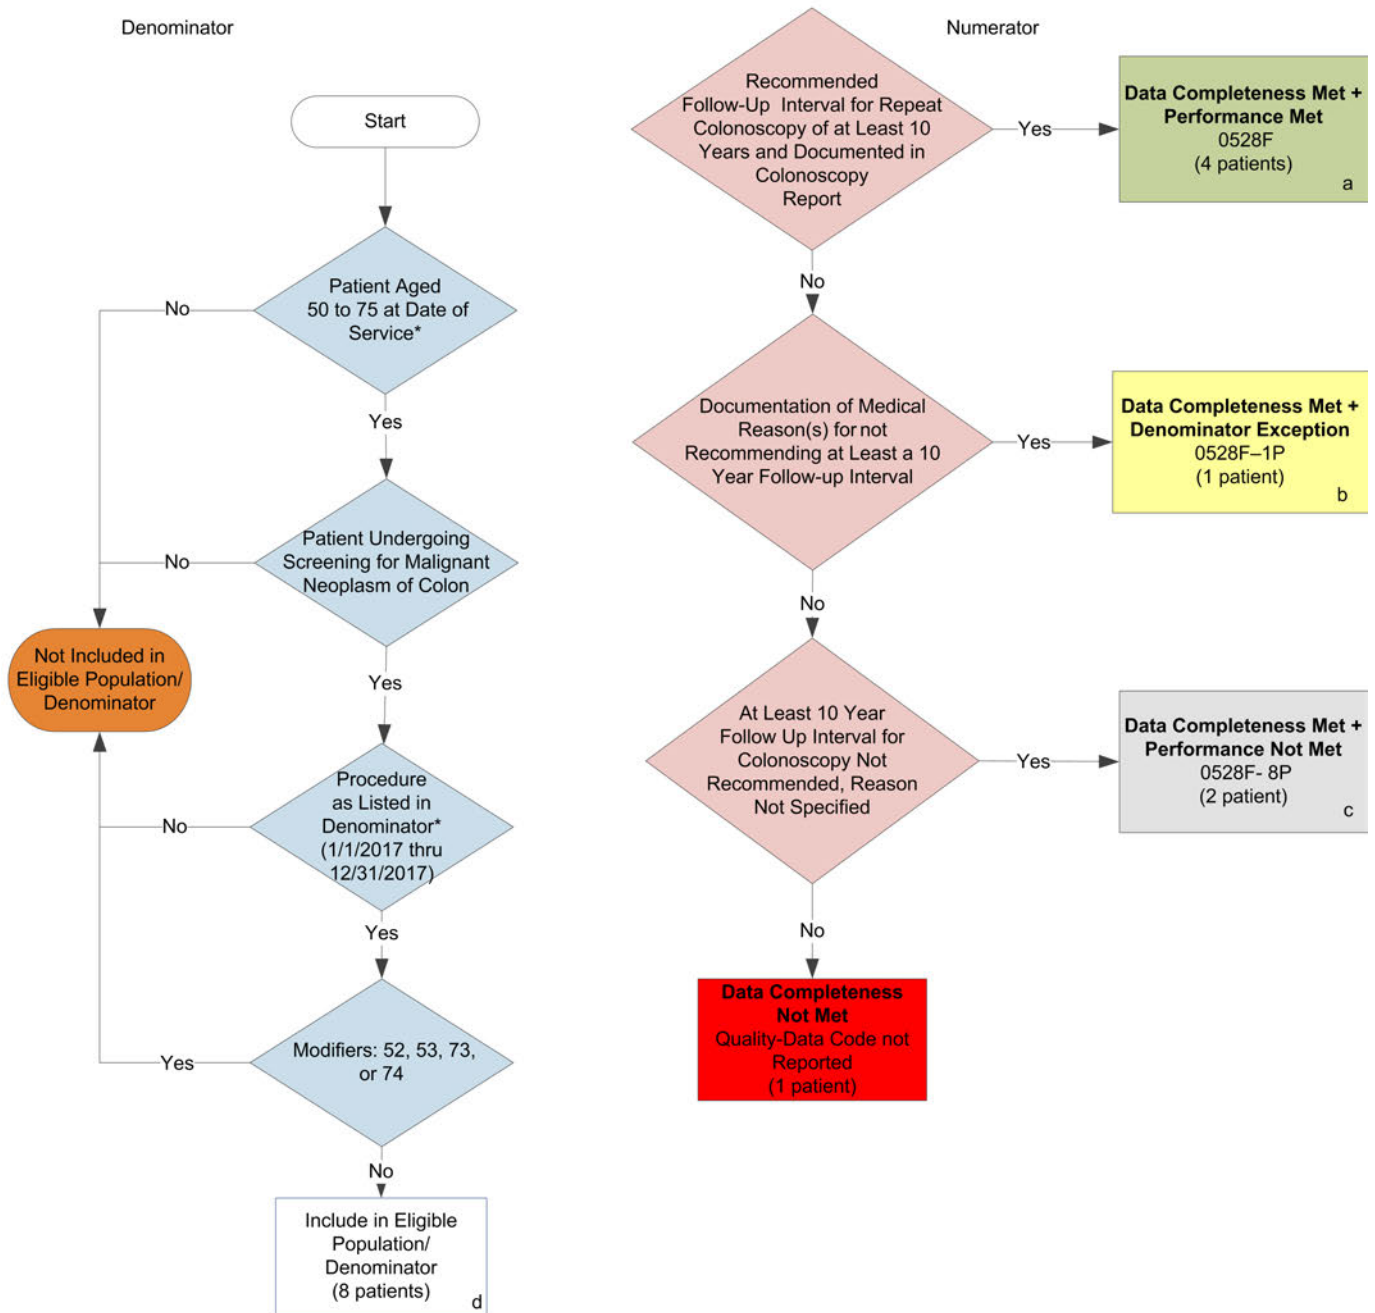 Denominator
Start
Patient Aged
50 to 75 at Date of
Service*
No
Yes
Patient Undergoing
Screening for Malignant
Neoplasm of Colon
No
Yes
Not Included in
Eligible Population/
Denominator
Procedure
as Listed in
Denominator*
(1/1/2017 thru
12/31/2017)
No
Yes
Modifiers: 52, 53, 73,
or 74
Yes
No
Include in Eligible
Population/
Denominator
(8 patients)
d
Numerator
Recommended
Follow-Up Interval for Repeat
Colonoscopy of at Least 10
Years and Documented in
Colonoscopy
Report
Yes
Data Completeness Met +
Performance Met
0528F
(4 patients)
a
No
Documentation of Medical
Reason(s) for not
Recommending at Least a 10
Year Follow-up Interval
Yes
Data Completeness Met +
Denominator Exception
0528F–1P
(1 patient)
b
No
At Least 10 Year
Follow Up Interval for
Colonoscopy Not
Recommended, Reason
Not Specified
Yes
Data Completeness Met +
Performance Not Met
0528F- 8P
(2 patient)
c
No
Data Completeness
Not Met
Quality-Data Code not
Reported
(1 patient)